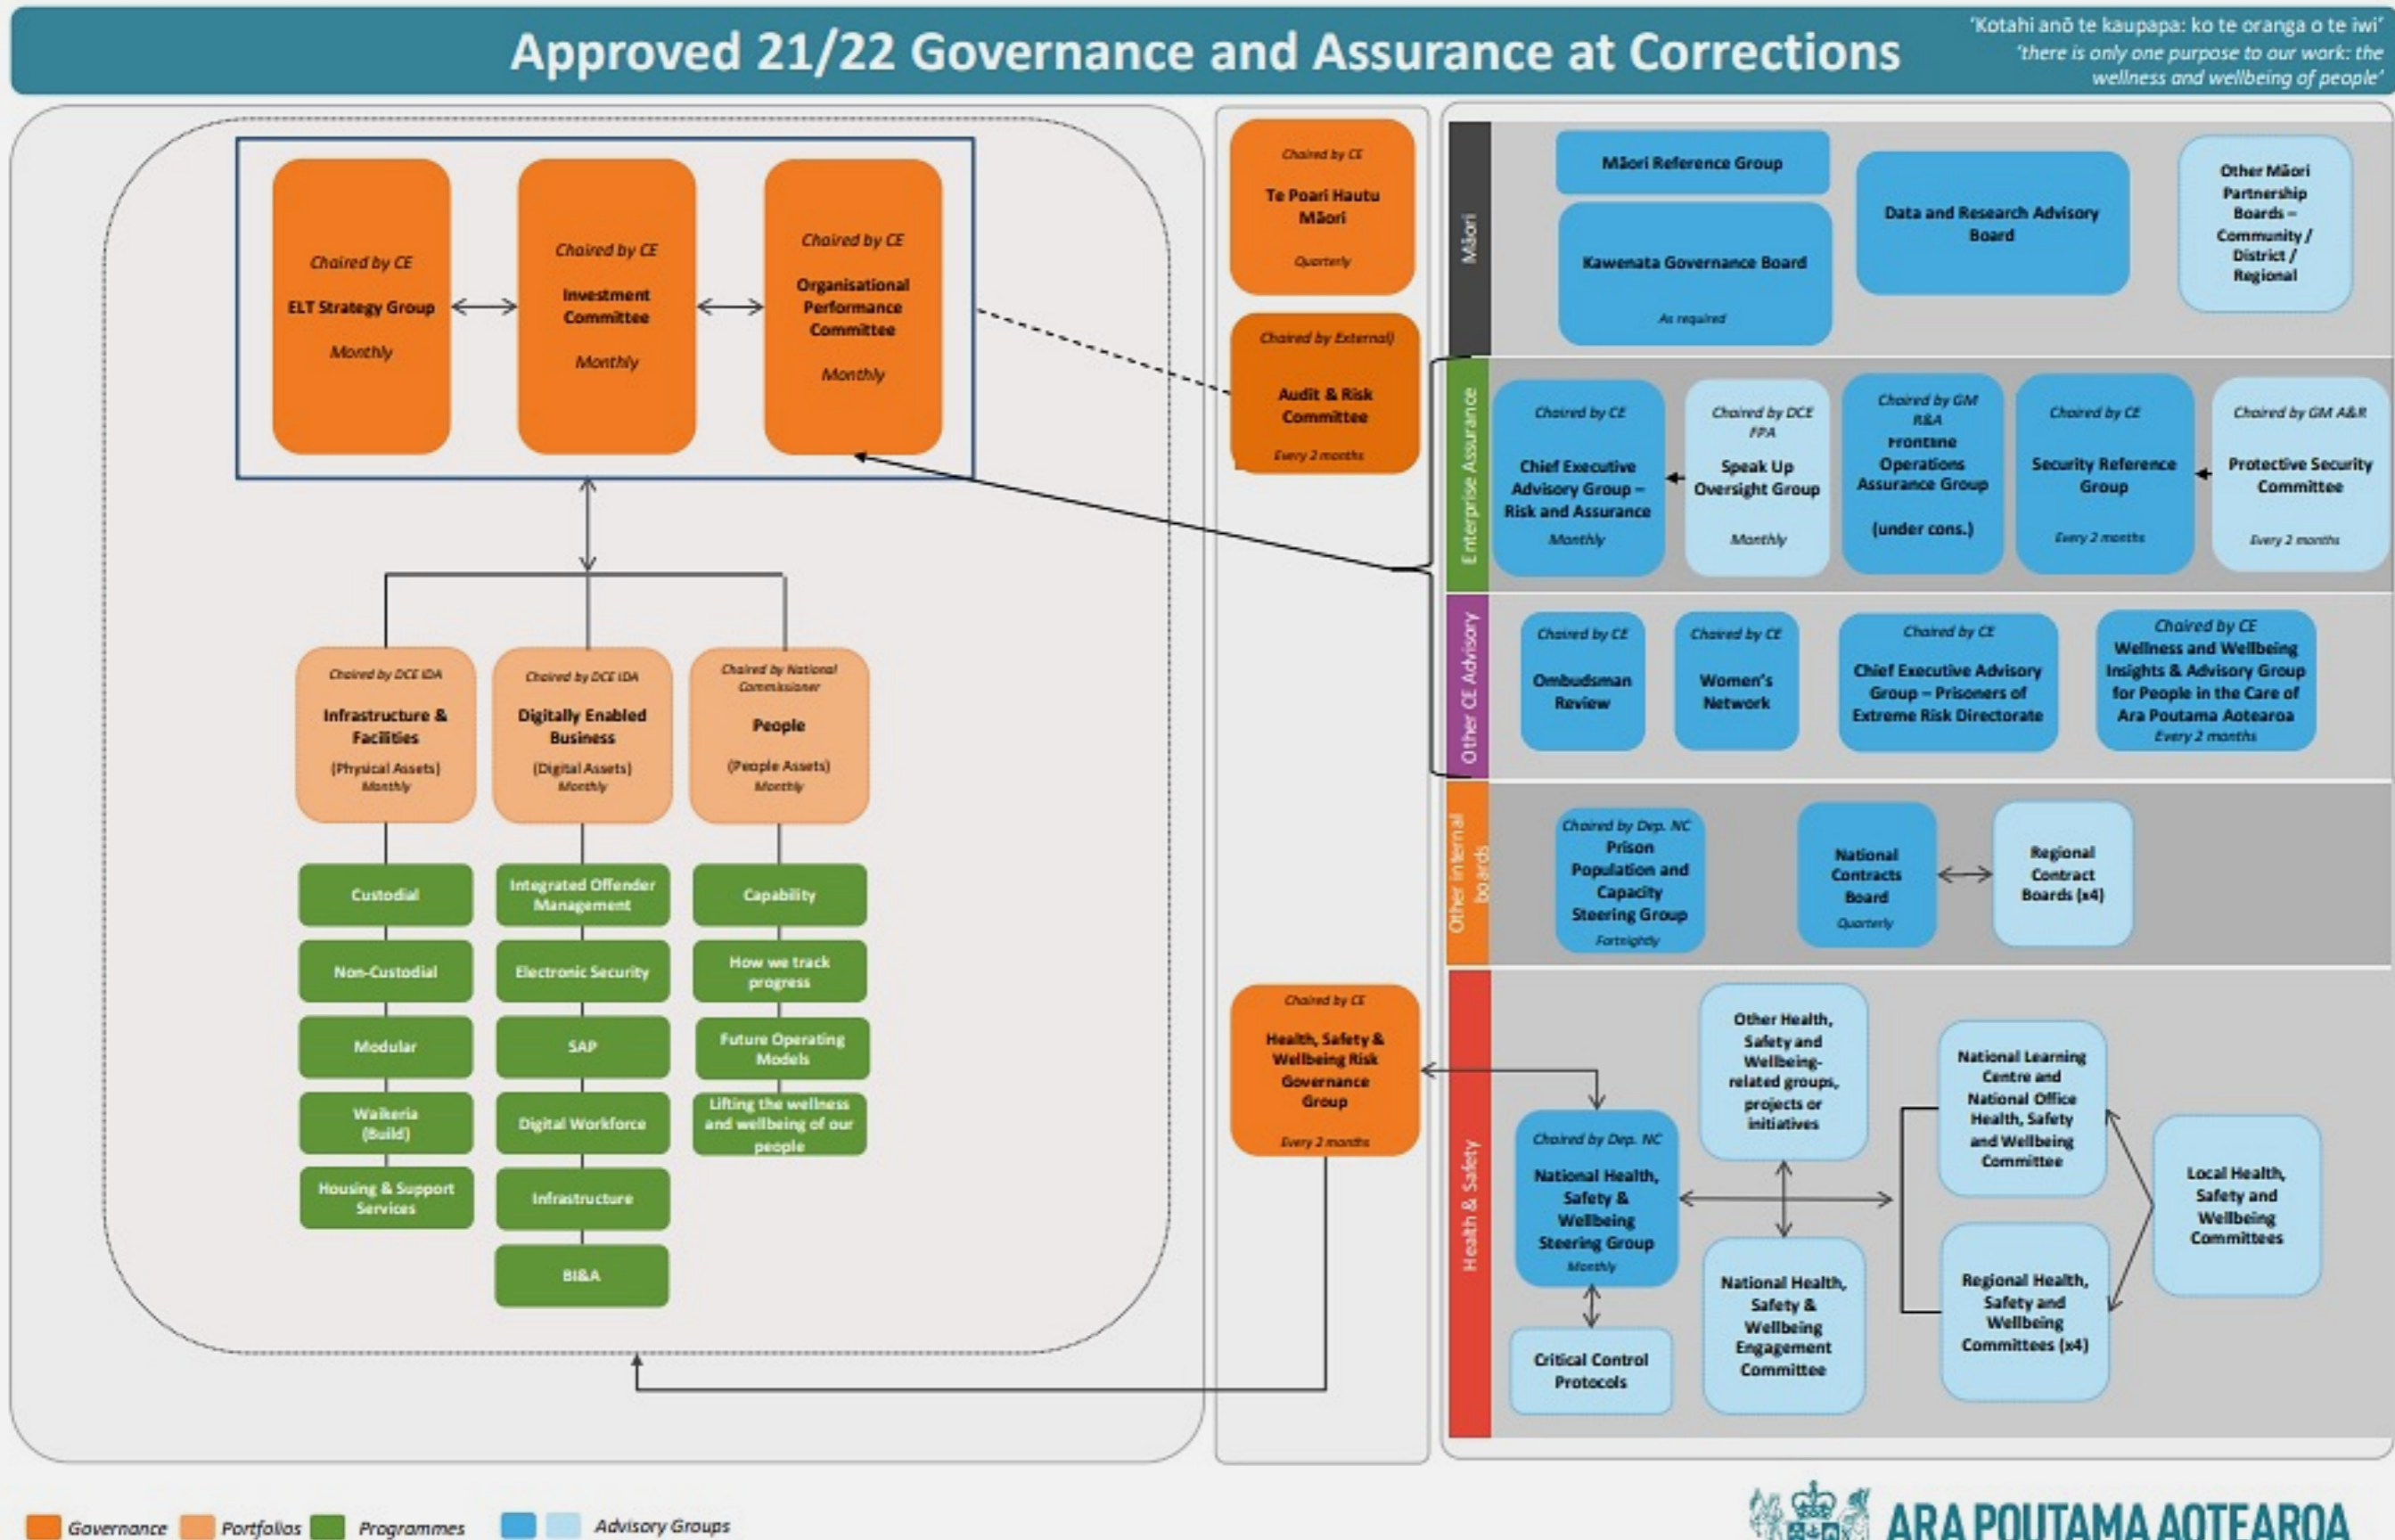 Approved 21/22 Governance and Assurance at Corrections
'Kotahi anō te kaupapa: ko te oranga o te iwi'
'there is only one purpose to our work: the
wellness and wellbeing of people'
Chaired by CE
ELT Strategy Group
Monthly
Chaired by CE
Investment
Committee
Monthly
Chaired by CE
Organisational
Performance
Committee
Monthly
Chaired by DCE IDA
Infrastructure &
Facilities
(Physical Assets)
Monthly
Custodial
Non-Custodial
Modular
Waikeria
(Build)
Housing & Support
Services
Chaired by DCE IDA
Digitally Enabled
Business
(Digital Assets)
Monthly
Integrated Offender
Management
Electronic Security
SAP
Digital Workforce
Infrastructure
BI&A
Chaired by National
Commissioner
People
(People Assets)
Monthly
Capability
How we track
progress
Future Operating
Models
Lifting the wellness
and wellbeing of our
people
Chaired by CE
Te Poari Hautu
Māori
Quarterly
Chaired by External)
Audit & Risk
Committee
Every 2 months
Chaired by CE
Health, Safety &
Wellbeing Risk
Governance
Group
Every 2 months
Māori
Māori Reference Group
Kawenata Governance Board
As required
Data and Research Advisory
Board
Other Māori
Partnership
Boards –
Community /
District /
Regional
Enterprise Assurance
Chaired by CE
Chief Executive
Advisory Group –
Risk and Assurance
Monthly
Chaired by DCE
FPA
Speak Up
Oversight Group
Monthly
Chaired by GM
R&A
Frontline
Operations
Assurance Group
(under cons.)
Chaired by CE
Security Reference
Group
Every 2 months
Chaired by GM A&R
Protective Security
Committee
Every 2 months
Other CE Advisory
Chaired by CE
Ombudsman
Review
Chaired by CE
Women's
Network
Chaired by CE
Chief Executive Advisory
Group – Prisoners of
Extreme Risk Directorate
Chaired by CE
Wellness and Wellbeing
Insights & Advisory Group
for People in the Care of
Ara Poutama Aotearoa
Every 2 months
Other internal
boards
Chaired by Dep. NC
Prison
Population and
Capacity
Steering Group
Fortnightly
National
Contracts
Board
Quarterly
Regional
Contract
Boards (x4)
Health & Safety
Chaired by Dep. NC
National Health,
Safety &
Wellbeing
Steering Group
Monthly
Critical Control
Protocols
Other Health,
Safety and
Wellbeing-
related groups,
projects or
initiatives
National Health,
Safety &
Wellbeing
Engagement
Committee
National Learning
Centre and
National Office
Health, Safety
and Wellbeing
Committee
Regional Health,
Safety and
Wellbeing
Committees (x4)
Local Health,
Safety and
Wellbeing
Committees
Governance
Portfolios
Programmes
Advisory Groups
ARA POUTAMA AOTEAROA